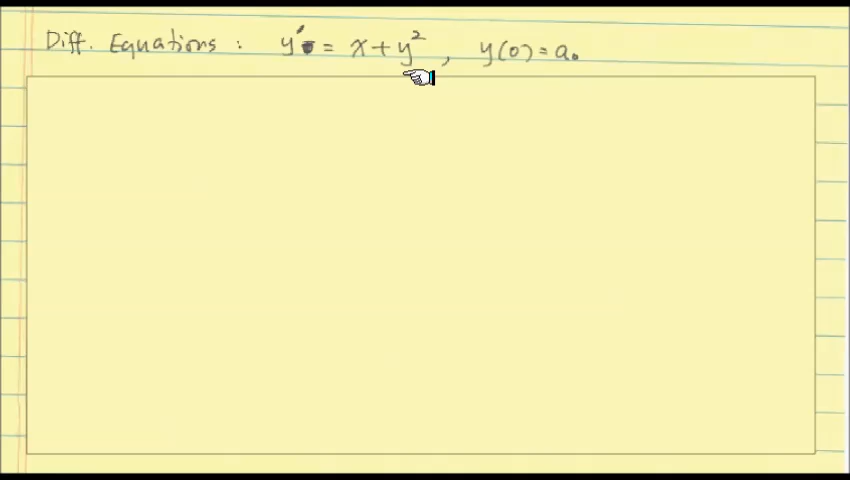 Diff. Equations : y' = x + y², y(0) = a₀